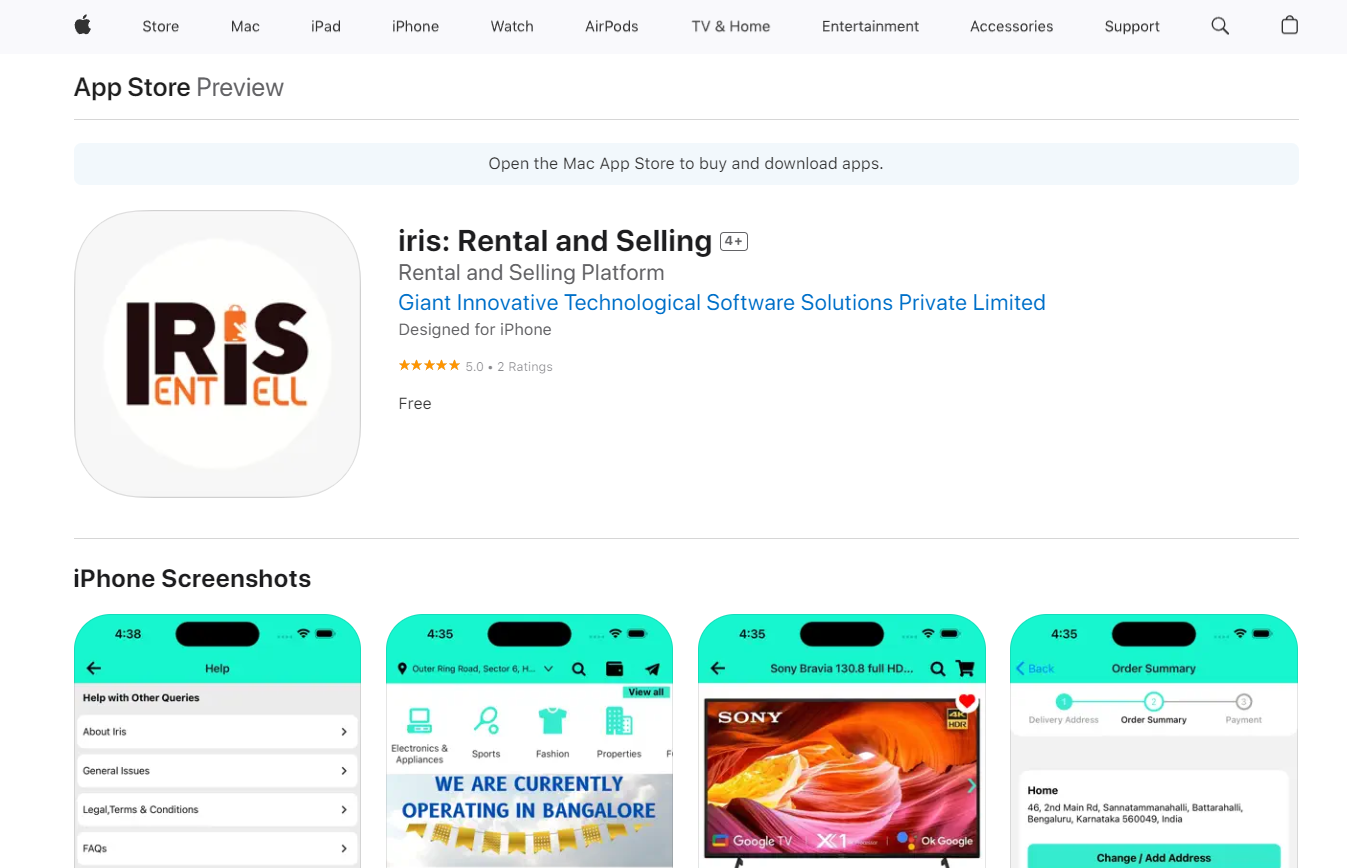 Store Mac iPad iPhone Watch AirPods TV & Home Entertainment Accessories Support
App Store Preview
Open the Mac App Store to buy and download apps.
IRiS
ENT ELL
iris: Rental and Selling 4+
Rental and Selling Platform
Giant Innovative Technological Software Solutions Private Limited
Designed for iPhone
5.0 • 2 Ratings
Free
iPhone Screenshots
4:38
Help
Help with Other Queries
About Iris
General Issues
Legal,Terms & Conditions
FAQs
4:35
Outer Ring Road, Sector 6, H...
View all
Electronics &
Appliances
Sports
Fashion
Properties
WE ARE CURRENTLY
OPERATING IN BANGALORE
4:35
Sony Bravia 130.8 full HD...
SONY
4K
HDR
Google TV
X1
Ok Google
4:35
Back Order Summary
1 2 3
Delivery Address Order Summary Payment
Home
46, 2nd Main Rd, Sannatammanahalli, Battarahalli,
Bengaluru, Karnataka 560049, India
Change / Add Address